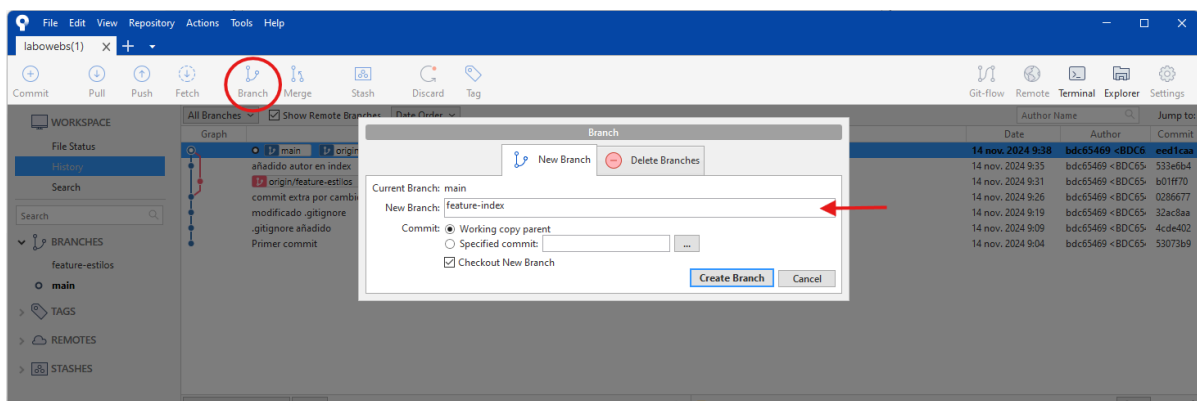 File Edit View Repository Actions Tools Help
labowebs(1)
Commit Pull Push Fetch Branch Merge Stash Discard Tag Git-flow Remote Terminal Explorer Settings
WORKSPACE
File Status
History
Search
Search
BRANCHES
feature-estilos
main
TAGS
REMOTES
STASHES
All Branches Show Remote Branches Date Order Author Name Jump to:
Graph Date Author Commit
main origin 14 nov. 2024 9:38 bdc65469 <BDC6 eed1caa
añadido autor en index 14 nov. 2024 9:35 bdc65469 <BDC65 533e6b4
origin/feature-estilos 14 nov. 2024 9:31 bdc65469 <BDC65 b01ff70
commit extra por cambi 14 nov. 2024 9:26 bdc65469 <BDC65 0286677
modificado .gitignore 14 nov. 2024 9:19 bdc65469 <BDC65 32ac8aa
.gitignore añadido 14 nov. 2024 9:09 bdc65469 <BDC65 4cde402
Primer commit 14 nov. 2024 9:04 bdc65469 <BDC65 53073b9
Branch
New Branch Delete Branches
Current Branch: main
New Branch: feature-index
Commit: Working copy parent
Specified commit: ...
Checkout New Branch
Create Branch Cancel